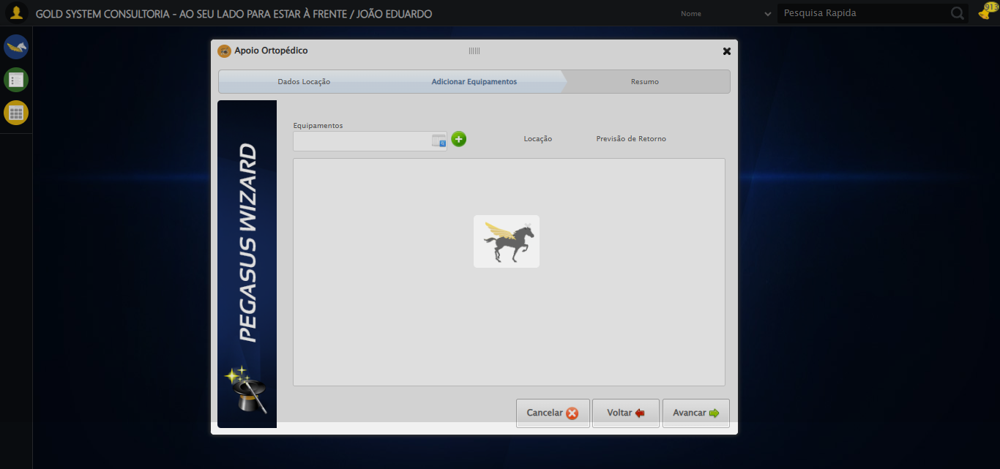 GOLD SYSTEM CONSULTORIA - AO SEU LADO PARA ESTAR À FRENTE / JOÃO EDUARDO
Nome
Pesquisa Rapida
913
Apoio Ortopédico
Dados Locação
Adicionar Equipamentos
Resumo
PEGASUS WIZARD
Equipamentos
Locação
Previsão de Retorno
Cancelar
Voltar
Avancar